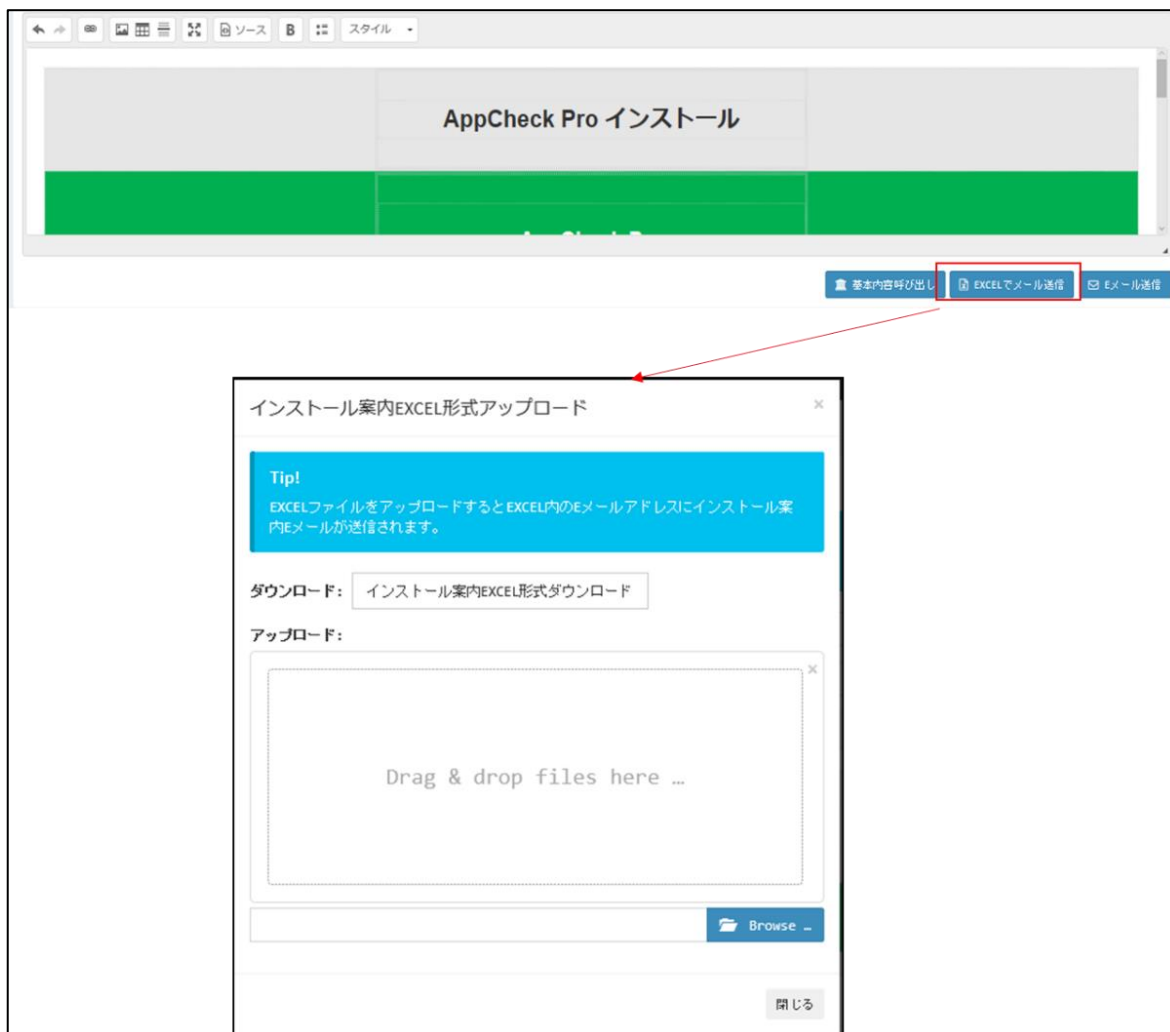 ソース B スタイル
AppCheck Pro インストール
基本内容呼び出し EXCELでメール送信 Eメール送信
インストール案内EXCEL形式アップロード ×
Tip!
EXCELファイルをアップロードするとEXCEL内のEメールアドレスにインストール案
内Eメールが送信されます。
ダウンロード: インストール案内EXCEL形式ダウンロード
アップロード:
×
Drag & drop files here …
Browse …
閉じる